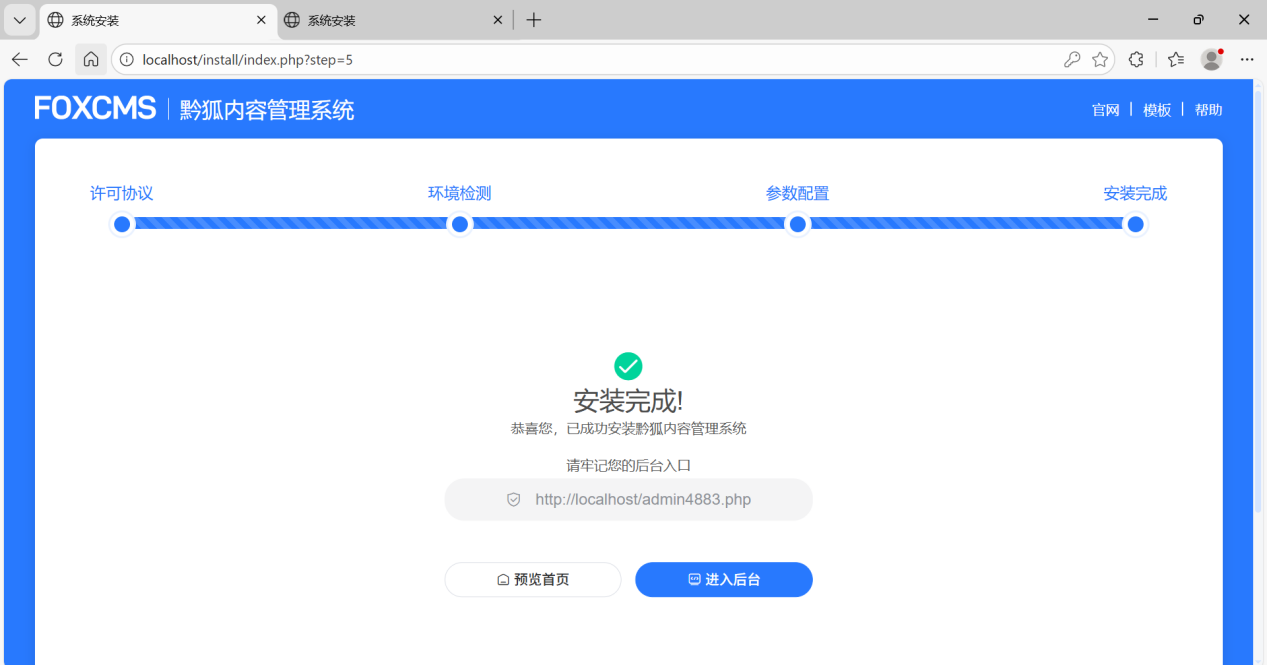 系统安装
系统安装
localhost/install/index.php?step=5
FOXCMS 黔狐内容管理系统
官网 模板 帮助
许可协议 环境检测 参数配置 安装完成
安装完成!
恭喜您，已成功安装黔狐内容管理系统
请牢记您的后台入口
http://localhost/admin4883.php
预览首页 进入后台